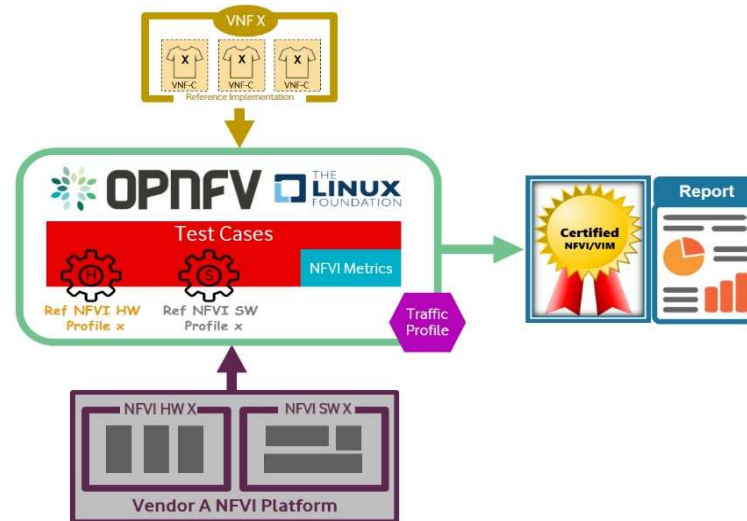 VNF X
X X X
VNF-C VNF-C VNF-C
Reference Implementation
OPNFV
THE
LINUX
FOUNDATION
Test Cases
H S
NFVI Metrics
Ref NFVI HW
Profile x
Ref NFVI SW
Profile x
Traffic
Profile
Certified
NFVI/VIM
Report
NFVI HW X
NFVI SW X
Vendor A NFVI Platform